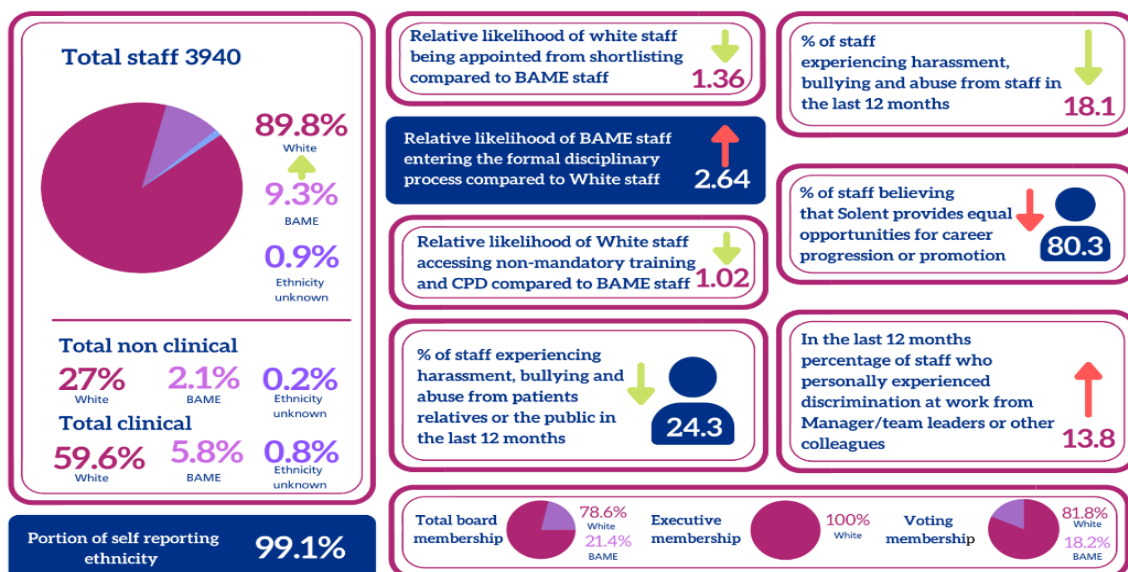 Total staff 3940
89.8%
White
9.3%
BAME
0.9%
Ethnicity
unknown
Total non clinical
27%
White
2.1%
BAME
0.2%
Ethnicity
unknown
Total clinical
59.6%
White
5.8%
BAME
0.8%
Ethnicity
unknown
Portion of self reporting
ethnicity
99.1%
Relative likelihood of white staff
being appointed from shortlisting
compared to BAME staff
1.36
Relative likelihood of BAME staff
entering the formal disciplinary
process compared to White staff
2.64
Relative likelihood of White staff
accessing non-mandatory training
and CPD compared to BAME staff
1.02
% of staff experiencing
harassment, bullying and
abuse from patients
relatives or the public in
the last 12 months
24.3
% of staff
experiencing harassment,
bullying and abuse from staff in
the last 12 months
18.1
% of staff believing
that Solent provides equal
opportunities for career
progression or promotion
80.3
In the last 12 months
percentage of staff who
personally experienced
discrimination at work from
Manager/team leaders or other
colleagues
13.8
Total board
membership
78.6%
White
21.4%
BAME
Executive
membership
100%
White
Voting
membership
81.8%
White
18.2%
BAME